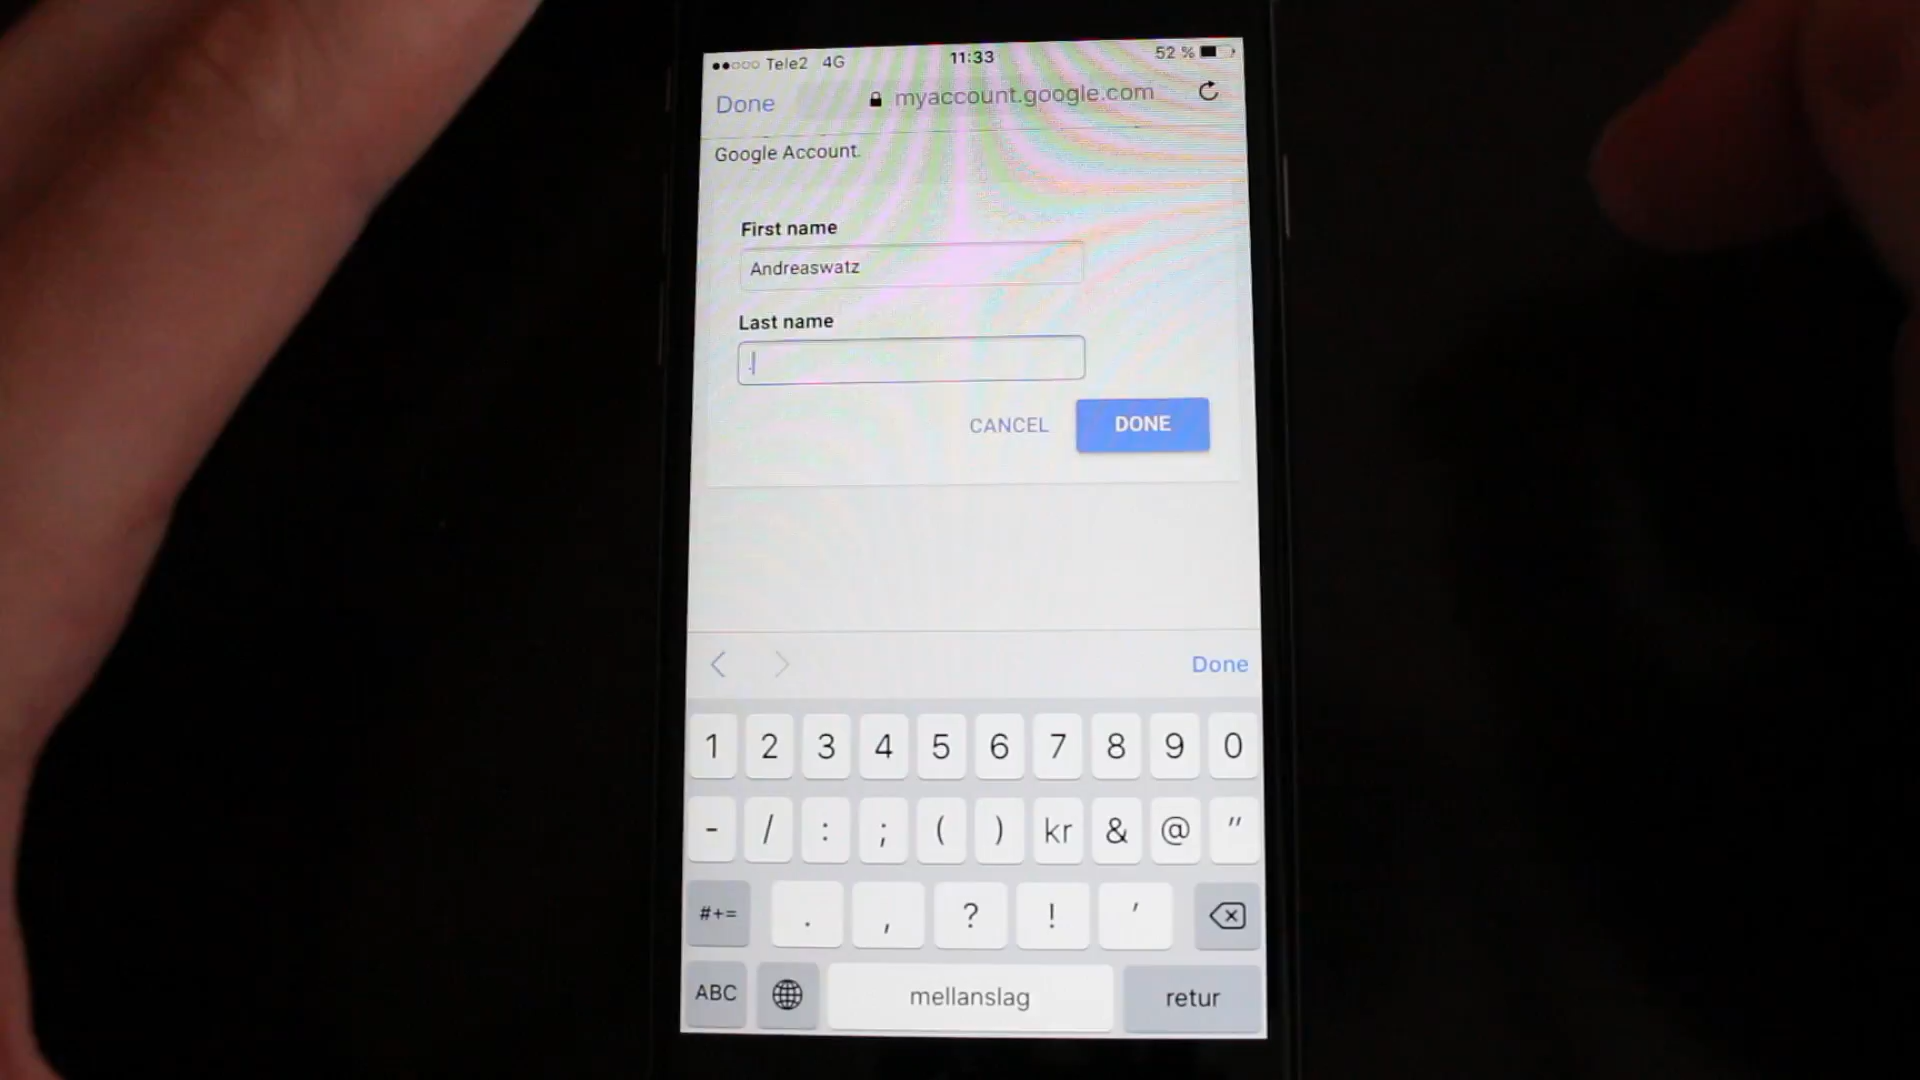 Tele2 4G 11:33 52 %
Done myaccount.google.com
Google Account.
First name
Andreaswatz
Last name
.
CANCEL DONE
Done
1 2 3 4 5 6 7 8 9 0
- / : ; ( ) kr & @ "
#+= . , ? ! '
ABC mellanslag retur